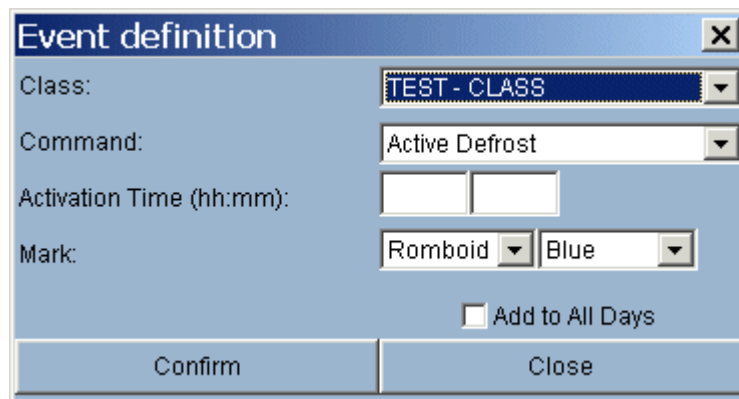 Event definition
Class: TEST - CLASS
Command: Active Defrost
Activation Time (hh:mm):
Mark: Romboid Blue
Add to All Days
Confirm Close